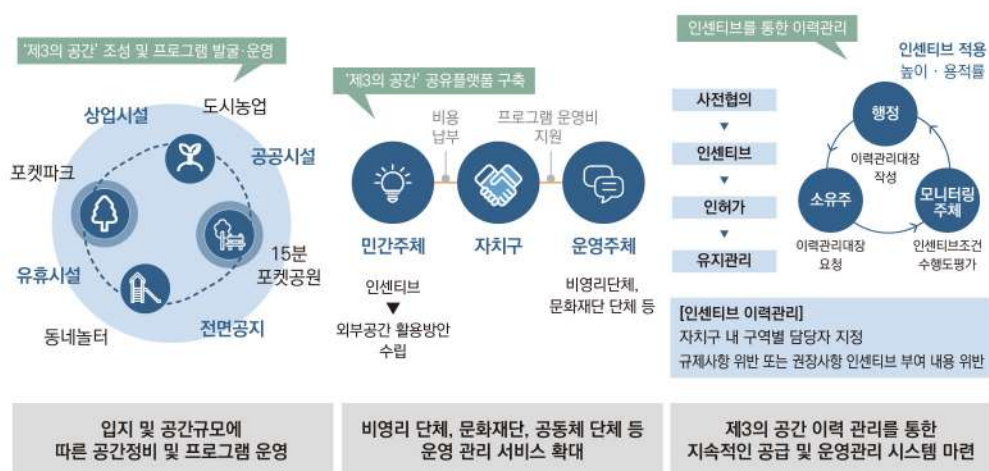 '제3의 공간' 조성 및 프로그램 발굴·운영
상업시설
도시농업
공공시설
포켓파크
15분
포켓공원
유휴시설
동네놀터
전면공지
입지 및 공간규모에
따른 공간정비 및 프로그램 운영
'제3의 공간' 공유플랫폼 구축
비용
납부
프로그램 운영비
지원
민간주체
자치구
운영주체
인센티브
▼
외부공간 활용방안
수립
비영리단체,
문화재단 단체 등
비영리 단체, 문화재단, 공동체 단체 등
운영 관리 서비스 확대
인센티브를 통한 이력관리
인센티브 적용
높이 · 용적률
사전협의
▼
인센티브
▼
인허가
▼
유지관리
행정
이력관리대장
작성
소유주
이력관리대장
요청
모니터링
주체
인센티브조건
수행도평가
[인센티브 이력관리]
자치구 내 구역별 담당자 지정
규제사항 위반 또는 권장사항 인센티브 부여 내용 위반
제3의 공간 이력 관리를 통한
지속적인 공급 및 운영관리 시스템 마련